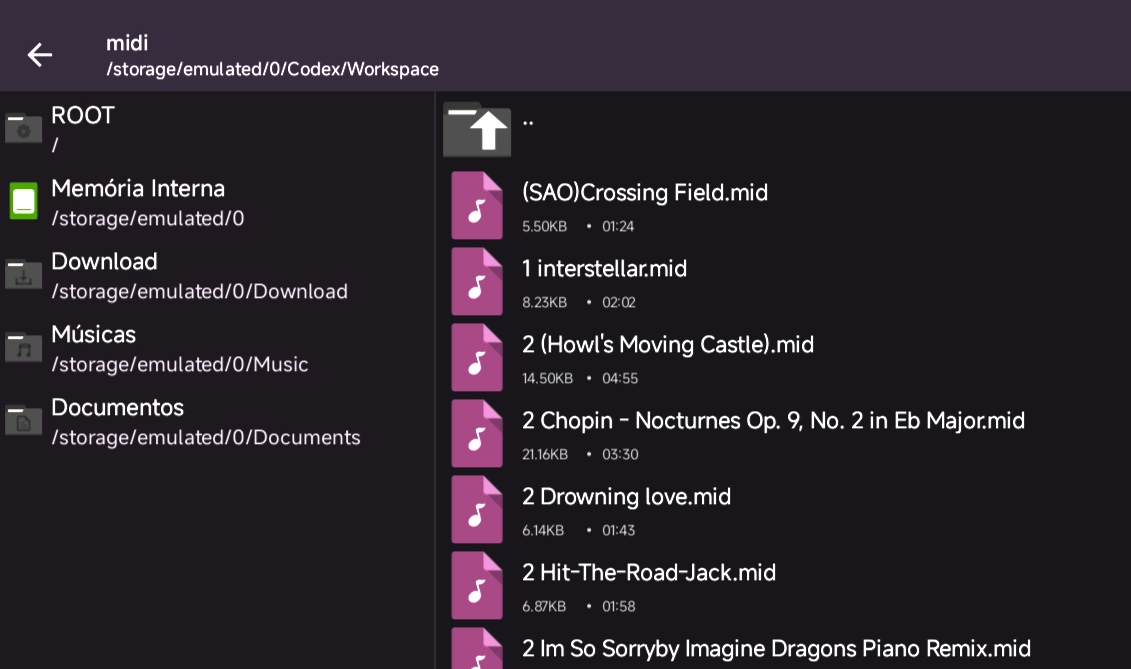 midi
/storage/emulated/0/Codex/Workspace
ROOT
/
Memória Interna
/storage/emulated/0
Download
/storage/emulated/0/Download
Músicas
/storage/emulated/0/Music
Documentos
/storage/emulated/0/Documents
..
(SAO)Crossing Field.mid
5.50KB • 01:24
1 interstellar.mid
8.23KB • 02:02
2 (Howl's Moving Castle).mid
14.50KB • 04:55
2 Chopin - Nocturnes Op. 9, No. 2 in Eb Major.mid
21.16KB • 03:30
2 Drowning love.mid
6.14KB • 01:43
2 Hit-The-Road-Jack.mid
6.87KB • 01:58
2 Im So Sorryby Imagine Dragons Piano Remix.mid